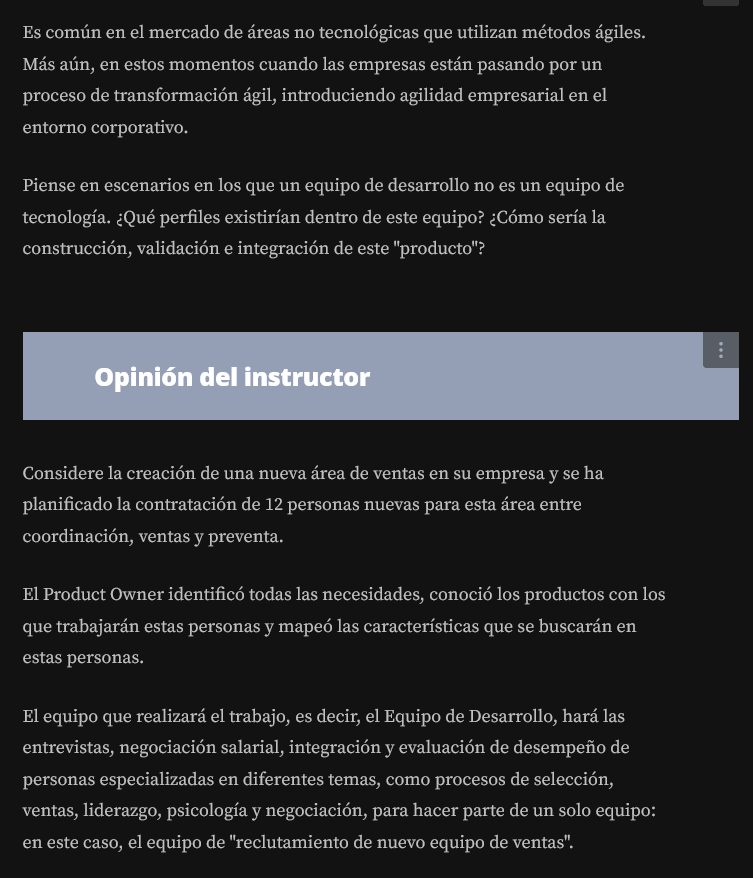 Es común en el mercado de áreas no tecnológicas que utilizan métodos ágiles.
Más aún, en estos momentos cuando las empresas están pasando por un
proceso de transformación ágil, introduciendo agilidad empresarial en el
entorno corporativo.
Piense en escenarios en los que un equipo de desarrollo no es un equipo de
tecnología. ¿Qué perfiles existirían dentro de este equipo? ¿Cómo sería la
construcción, validación e integración de este "producto"?
Opinión del instructor
Considere la creación de una nueva área de ventas en su empresa y se ha
planificado la contratación de 12 personas nuevas para esta área entre
coordinación, ventas y preventa.
El Product Owner identificó todas las necesidades, conoció los productos con los
que trabajarán estas personas y mapeó las características que se buscarán en
estas personas.
El equipo que realizará el trabajo, es decir, el Equipo de Desarrollo, hará las
entrevistas, negociación salarial, integración y evaluación de desempeño de
personas especializadas en diferentes temas, como procesos de selección,
ventas, liderazgo, psicología y negociación, para hacer parte de un solo equipo:
en este caso, el equipo de "reclutamiento de nuevo equipo de ventas".